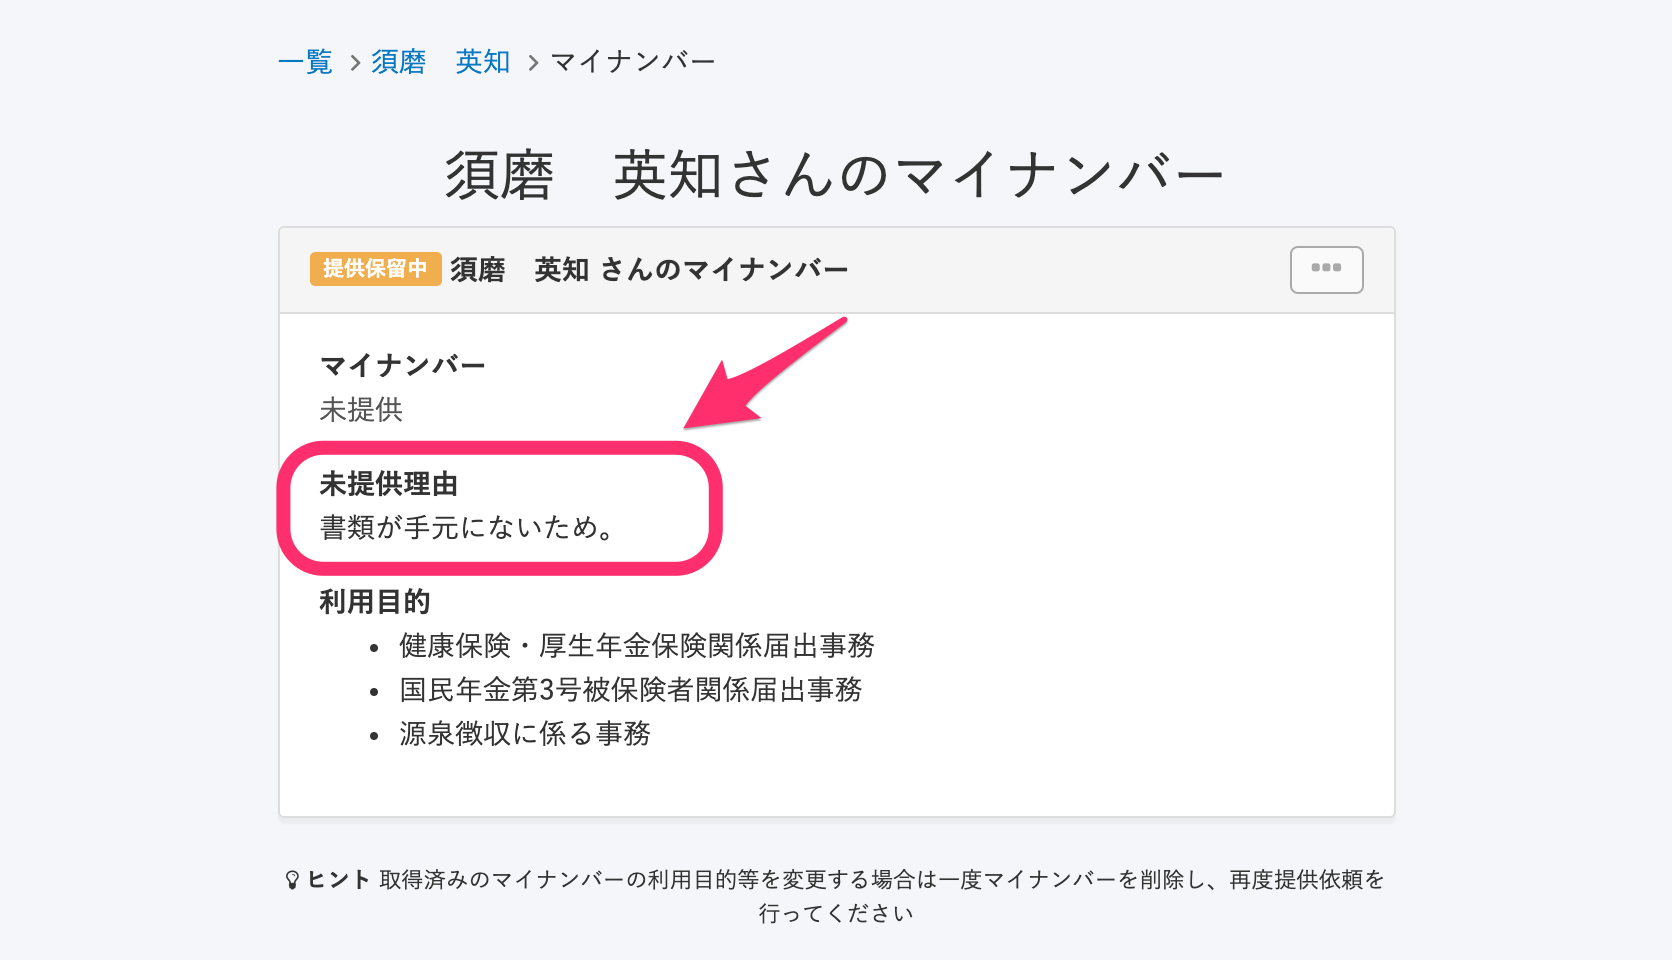 一覧 > 須磨　英知 > マイナンバー
須磨　英知さんのマイナンバー
提供保留中 須磨　英知 さんのマイナンバー
マイナンバー
未提供
未提供理由
書類が手元にないため。
利用目的
• 健康保険・厚生年金保険関係届出事務
• 国民年金第3号被保険者関係届出事務
• 源泉徴収に係る事務
ヒント 取得済みのマイナンバーの利用目的等を変更する場合は一度マイナンバーを削除し、再度提供依頼を
行ってください